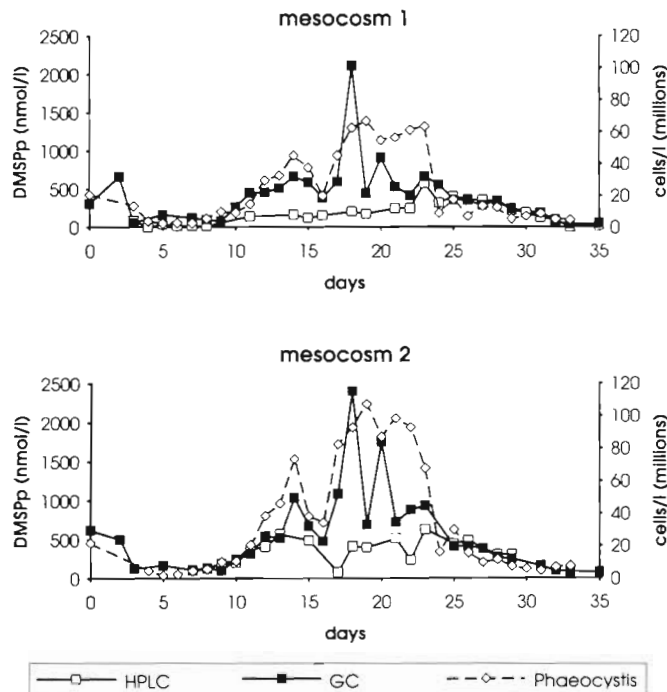 mesocosm 1
DMSPp (nmol/l)
2500
2000
1500
1000
500
0
120
100
80
60
40
20
0
cells/l (millions)
0 5 10 15 20 25 30 35
days
mesocosm 2
DMSPp (nmol/l)
2500
2000
1500
1000
500
0
120
100
80
60
40
20
0
cells/l (millions)
0 5 10 15 20 25 30 35
days
HPLC GC Phaeocystis